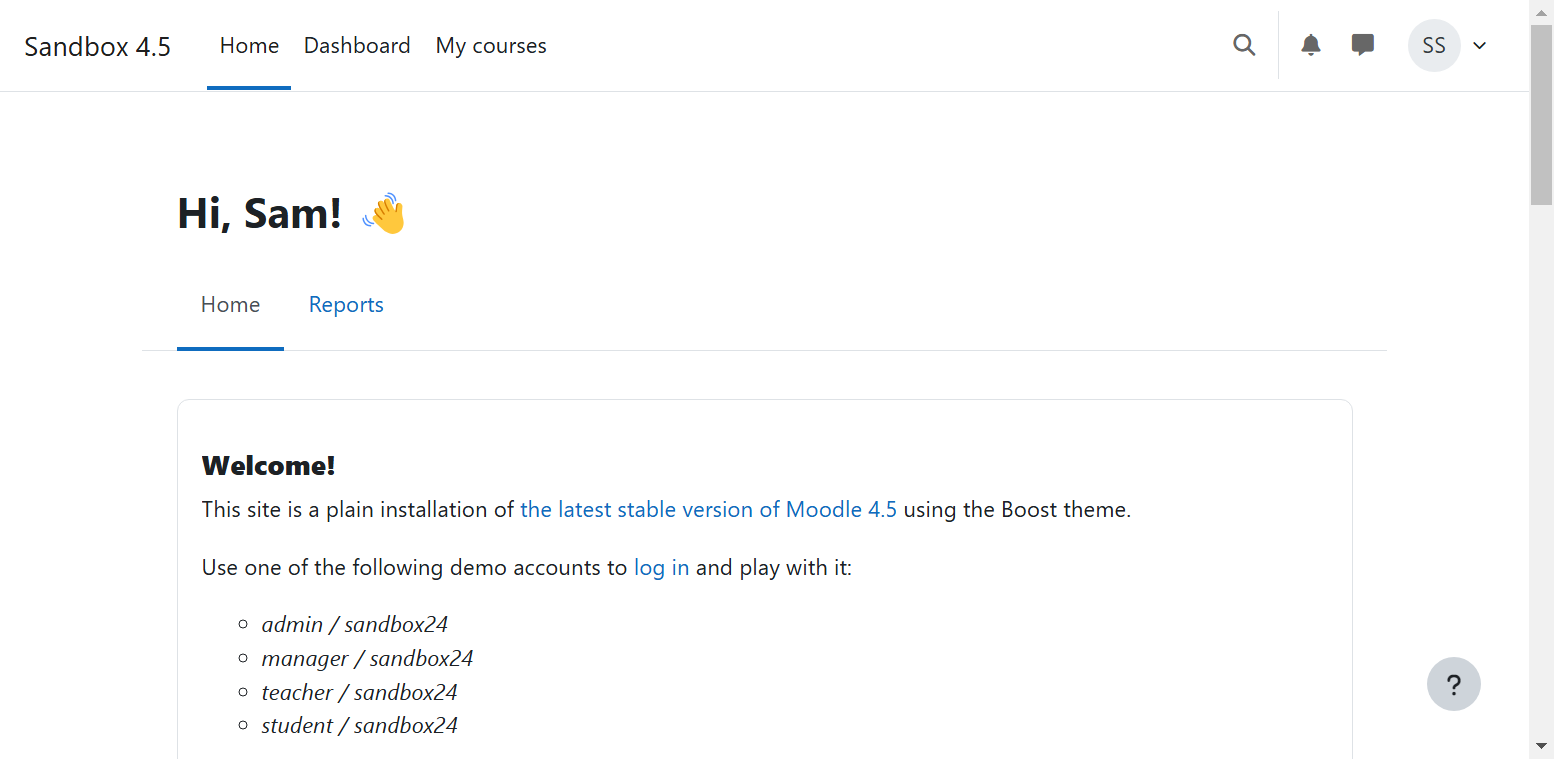 Sandbox 4.5 Home Dashboard My courses SS
Hi, Sam! 👋
Home Reports
Welcome!
This site is a plain installation of the latest stable version of Moodle 4.5 using the Boost theme.
Use one of the following demo accounts to log in and play with it:
admin / sandbox24
manager / sandbox24
teacher / sandbox24
student / sandbox24
?